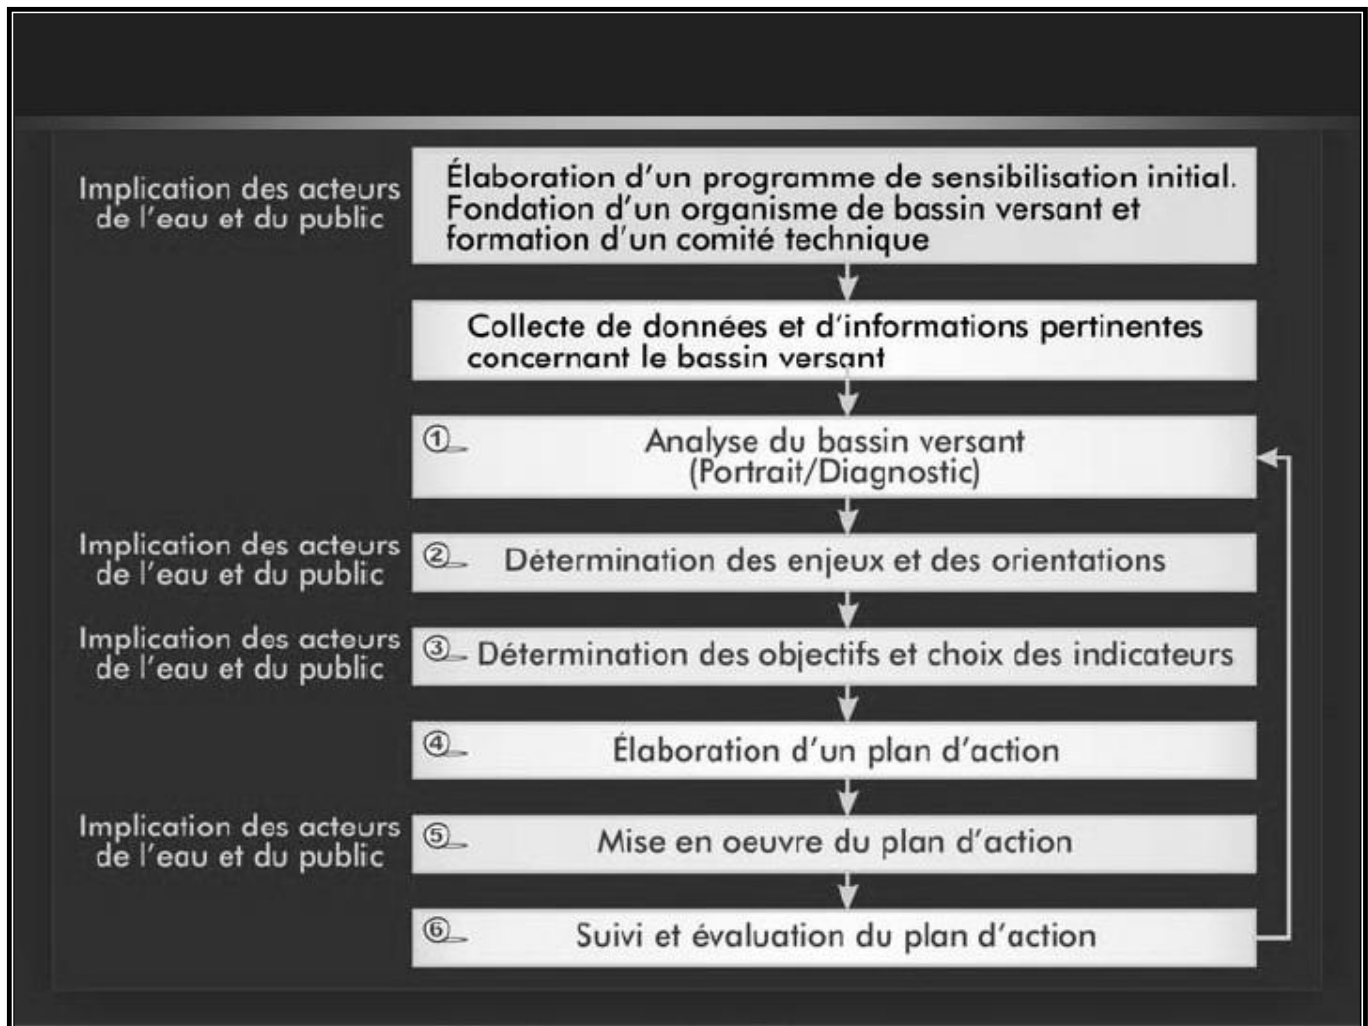 Implication des acteurs
de l'eau et du public
Élaboration d'un programme de sensibilisation initial.
Fondation d'un organisme de bassin versant et
formation d'un comité technique
Collecte de données et d'informations pertinentes
concernant le bassin versant
① Analyse du bassin versant
(Portrait/Diagnostic)
Implication des acteurs
de l'eau et du public
② Détermination des enjeux et des orientations
Implication des acteurs
de l'eau et du public
③ Détermination des objectifs et choix des indicateurs
④ Élaboration d'un plan d'action
Implication des acteurs
de l'eau et du public
⑤ Mise en oeuvre du plan d'action
⑥ Suivi et évaluation du plan d'action